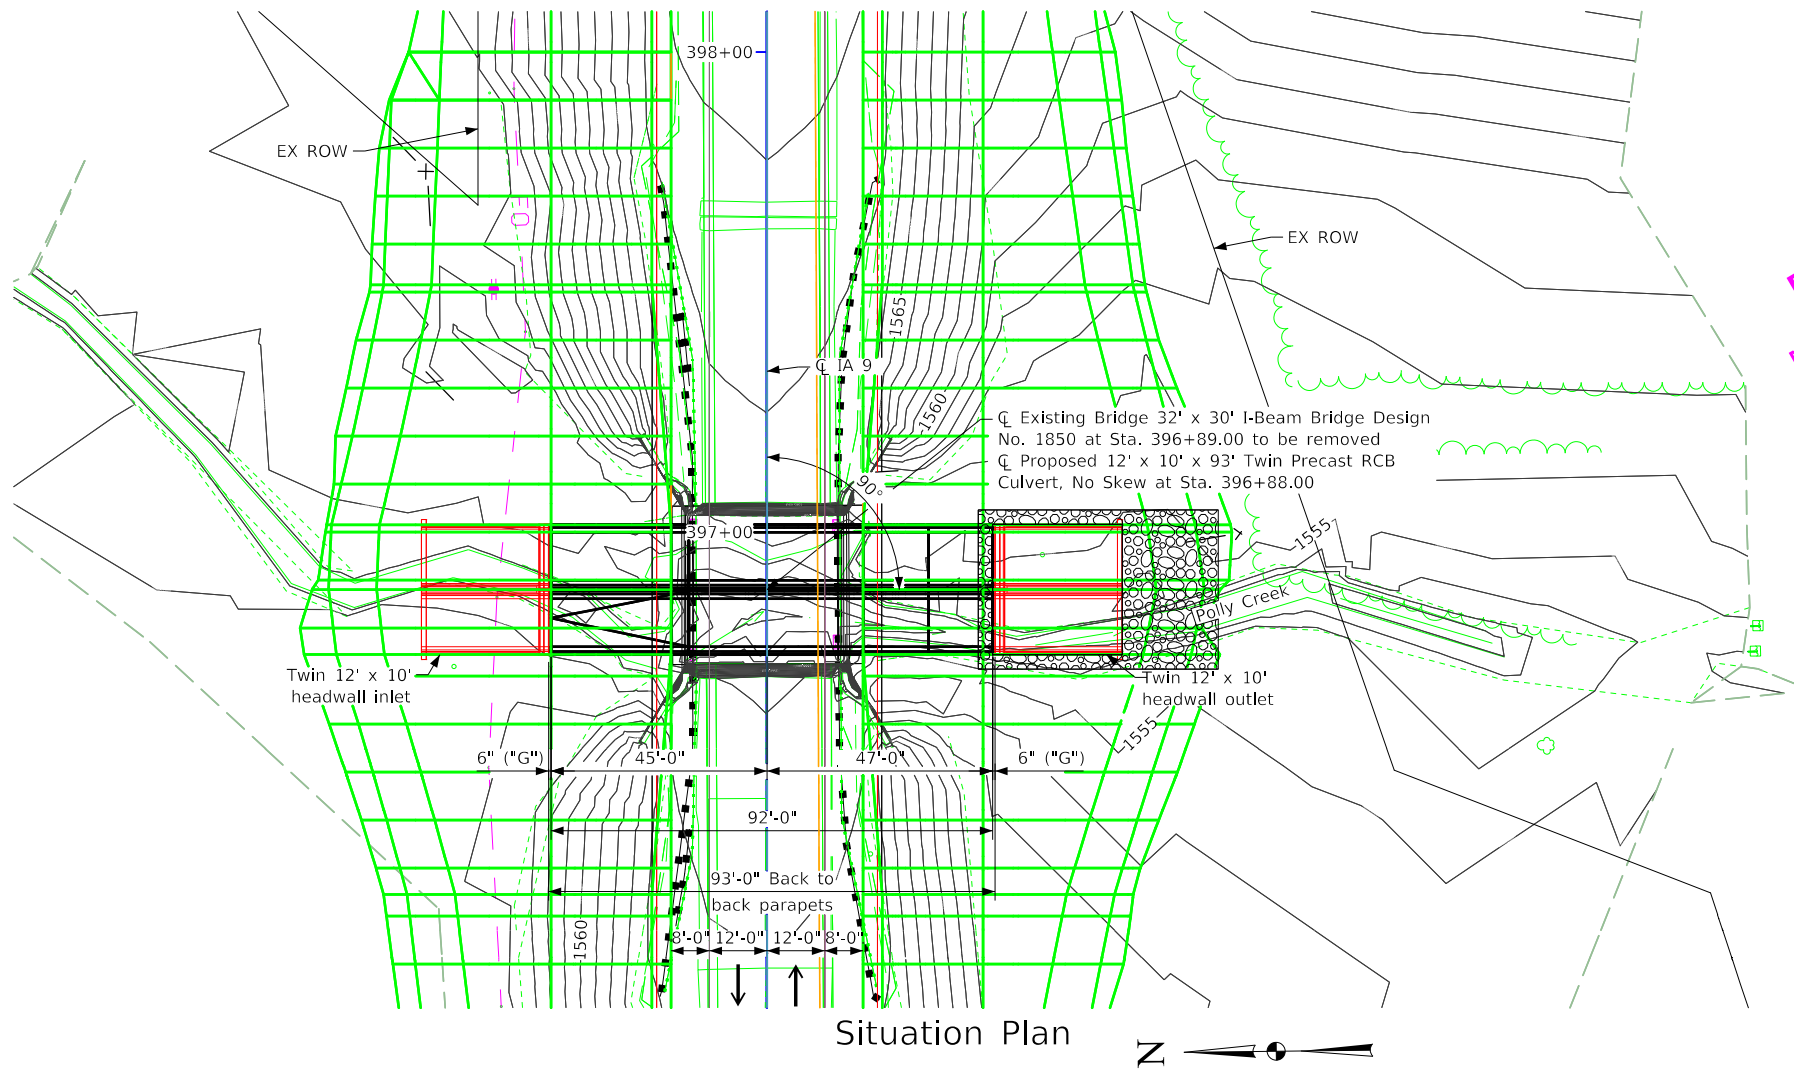 398+00
EX ROW
EX ROW
1565
℄ IA 9
1560
℄ Existing Bridge 32' x 30' I-Beam Bridge Design
No. 1850 at Sta. 396+89.00 to be removed
℄ Proposed 12' x 10' x 93' Twin Precast RCB
Culvert, No Skew at Sta. 396+88.00
90°
397+00
1555
Polly Creek
Twin 12' x 10'
headwall inlet
Twin 12' x 10'
headwall outlet
1555
6" ("G")
45'-0"
47'-0"
6" ("G")
92'-0"
93'-0" Back to
back parapets
1560
8'-0"
12'-0"
12'-0"
8'-0"
Situation Plan
N